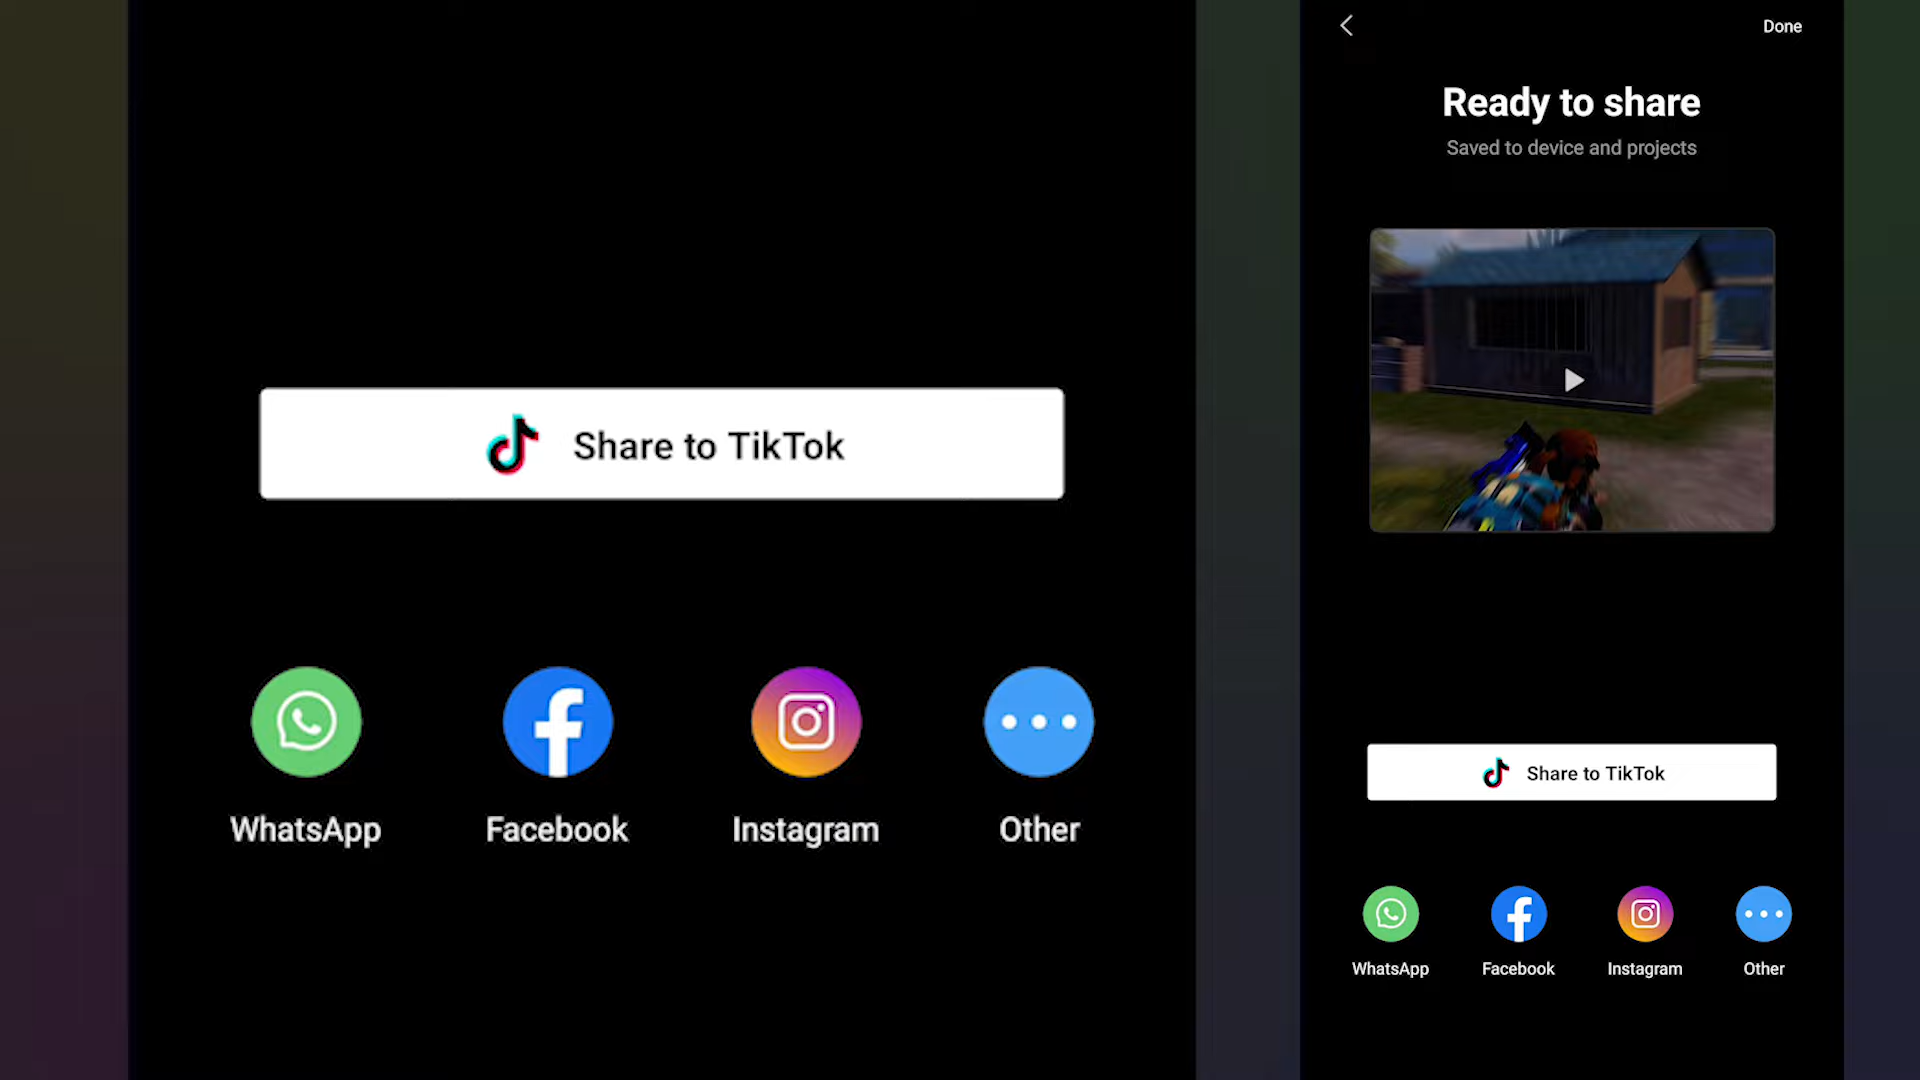 Share to TikTok
WhatsApp
Facebook
Instagram
Other
Done
Ready to share
Saved to device and projects
Share to TikTok
WhatsApp
Facebook
Instagram
Other